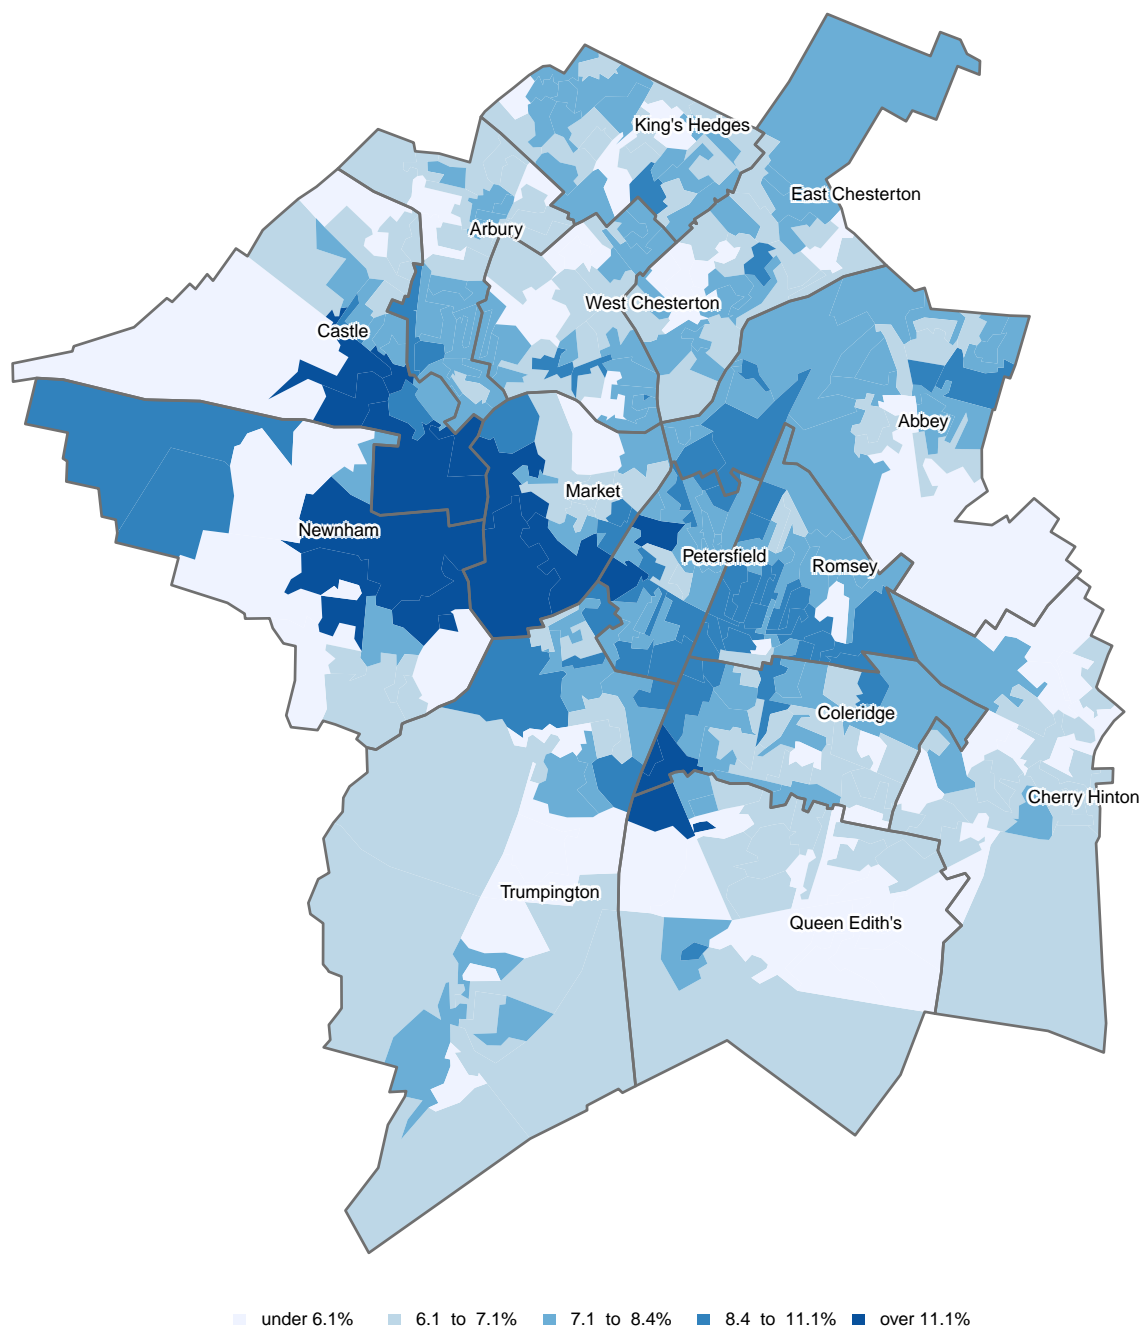 King's Hedges
East Chesterton
Arbury
West Chesterton
Castle
Abbey
Market
Newnham
Petersfield
Romsey
Coleridge
Cherry Hinton
Trumpington
Queen Edith's
under 6.1% 6.1 to 7.1% 7.1 to 8.4% 8.4 to 11.1% over 11.1%